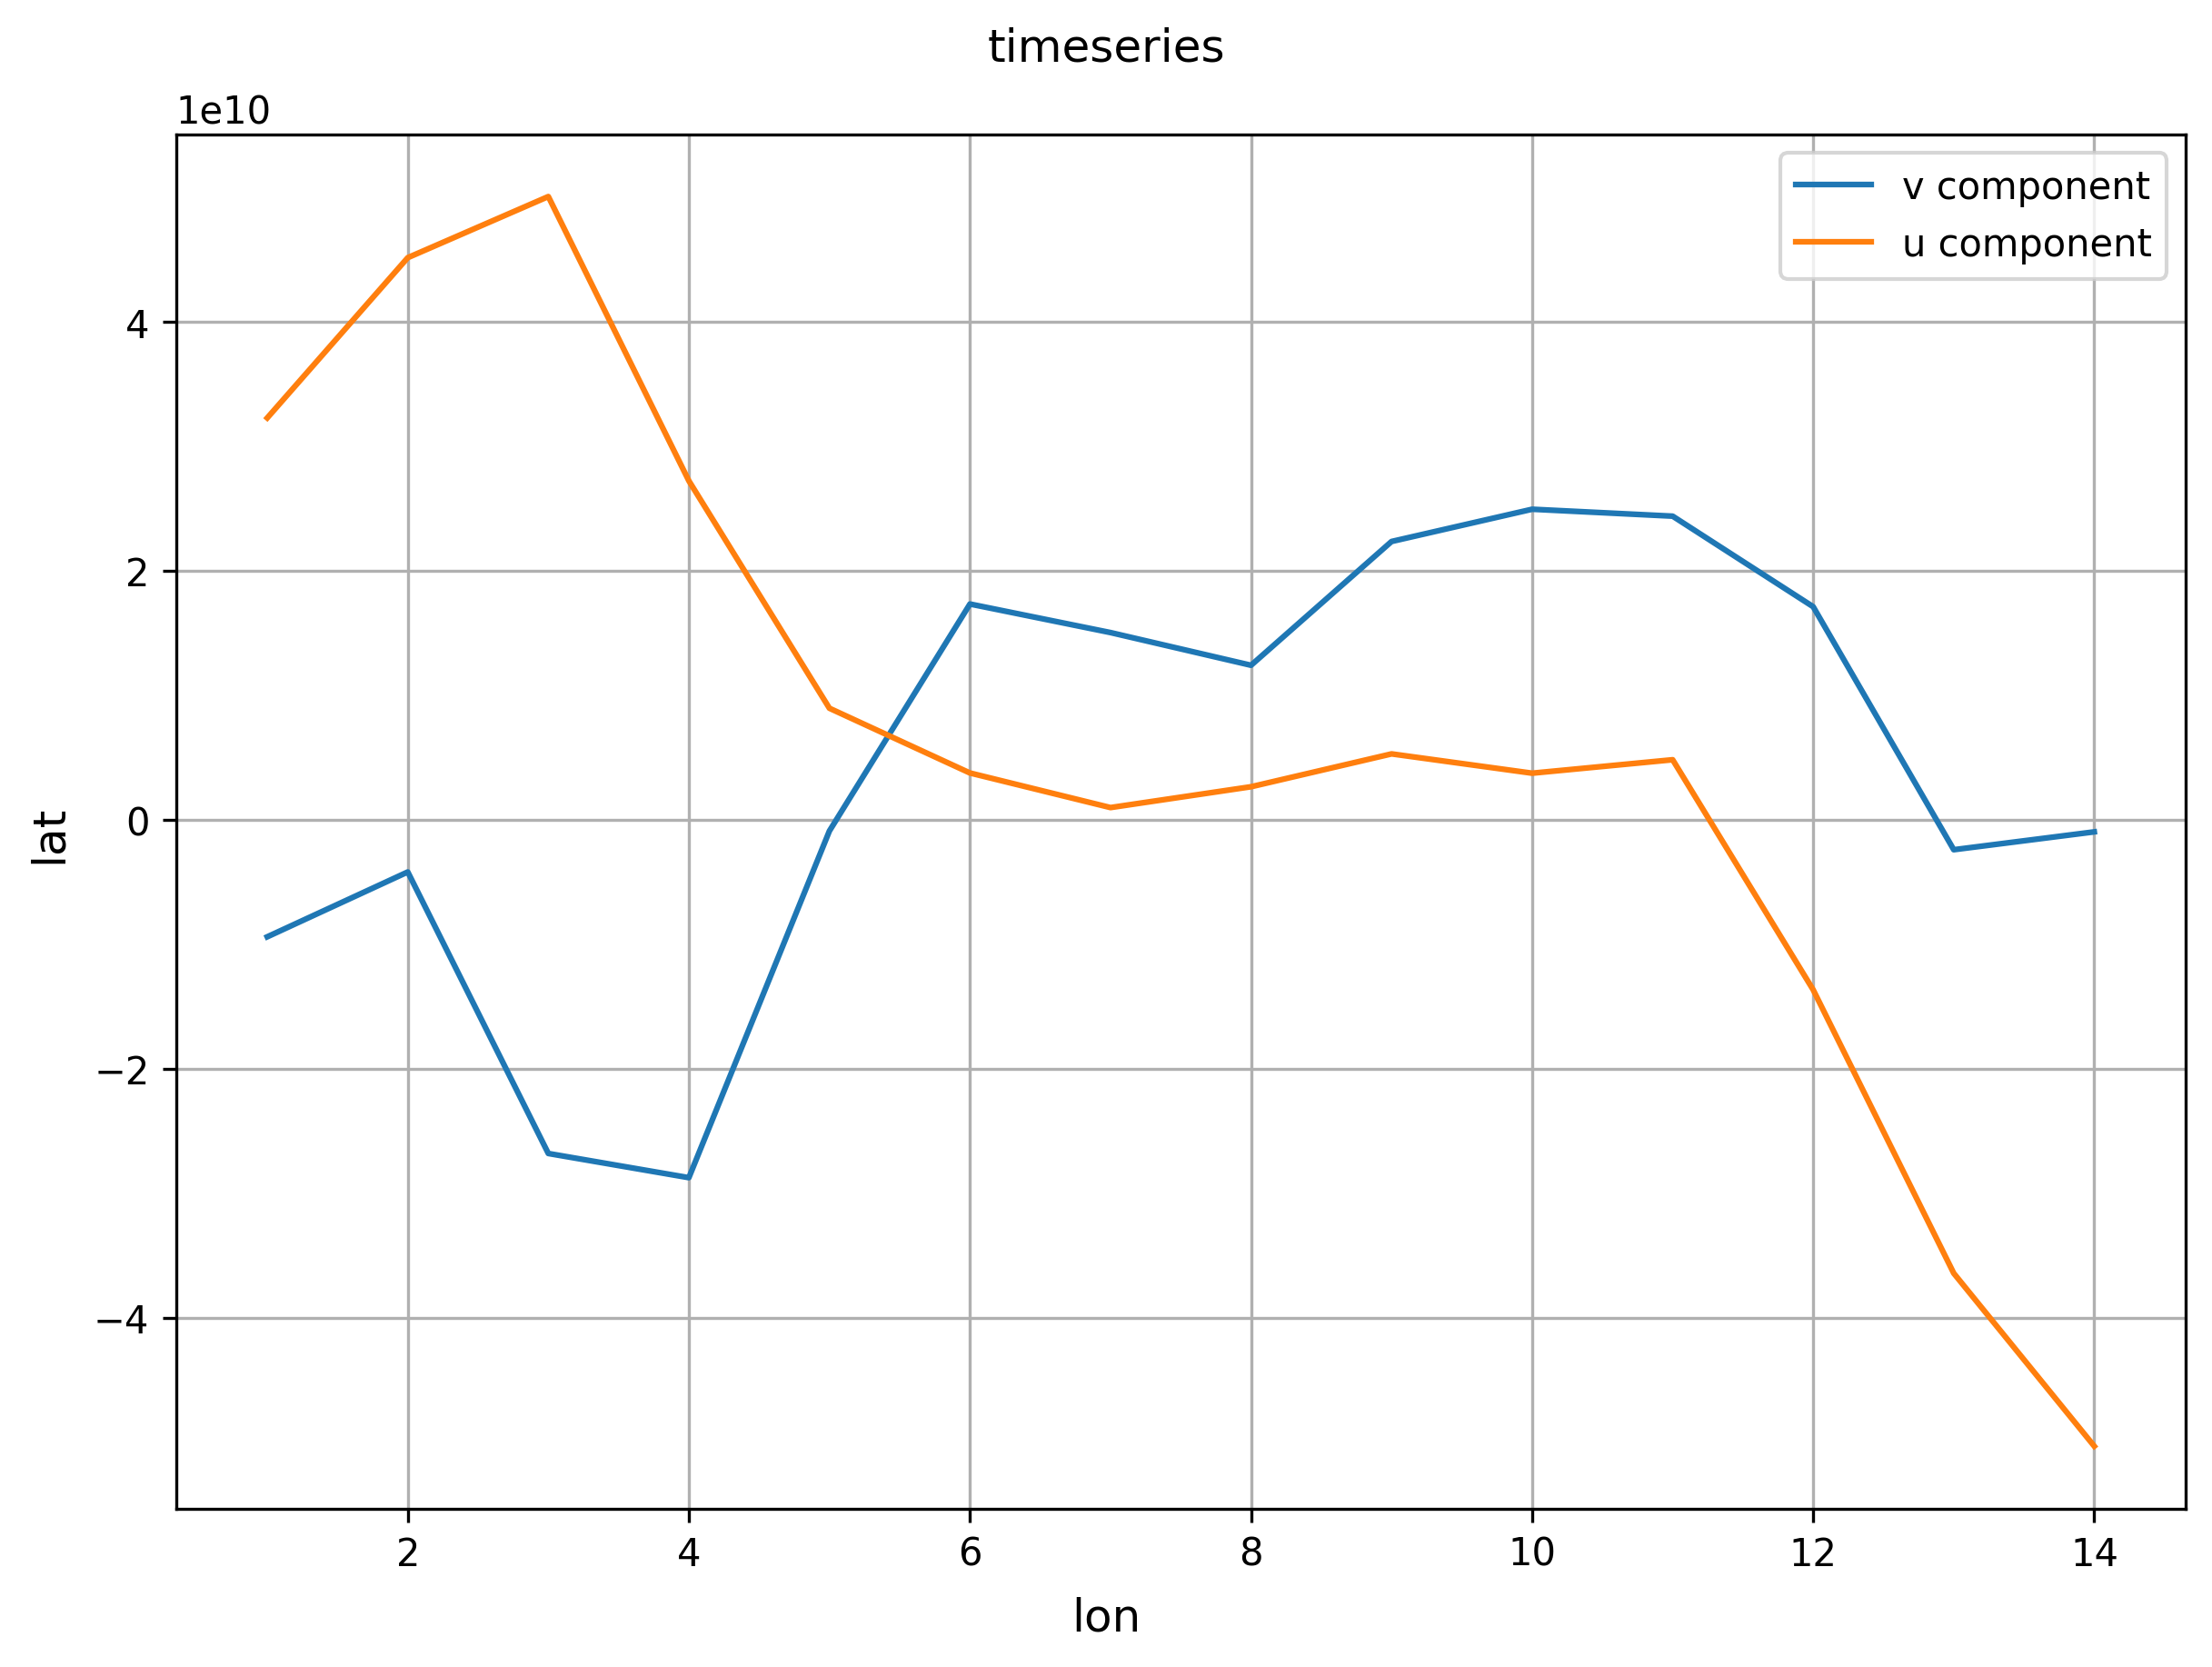 timeseries
1e10
v component
u component
4
2
0
−2
−4
lat
2 4 6 8 10 12 14
lon